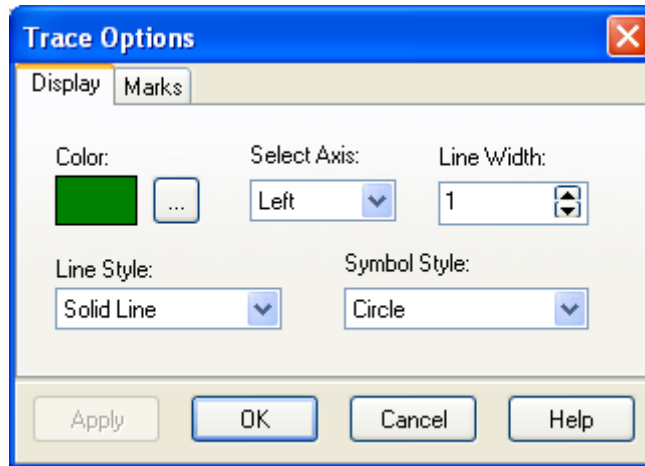 Trace Options
Display Marks
Color: Select Axis: Line Width:
... Left 1
Line Style: Symbol Style:
Solid Line Circle
Apply OK Cancel Help